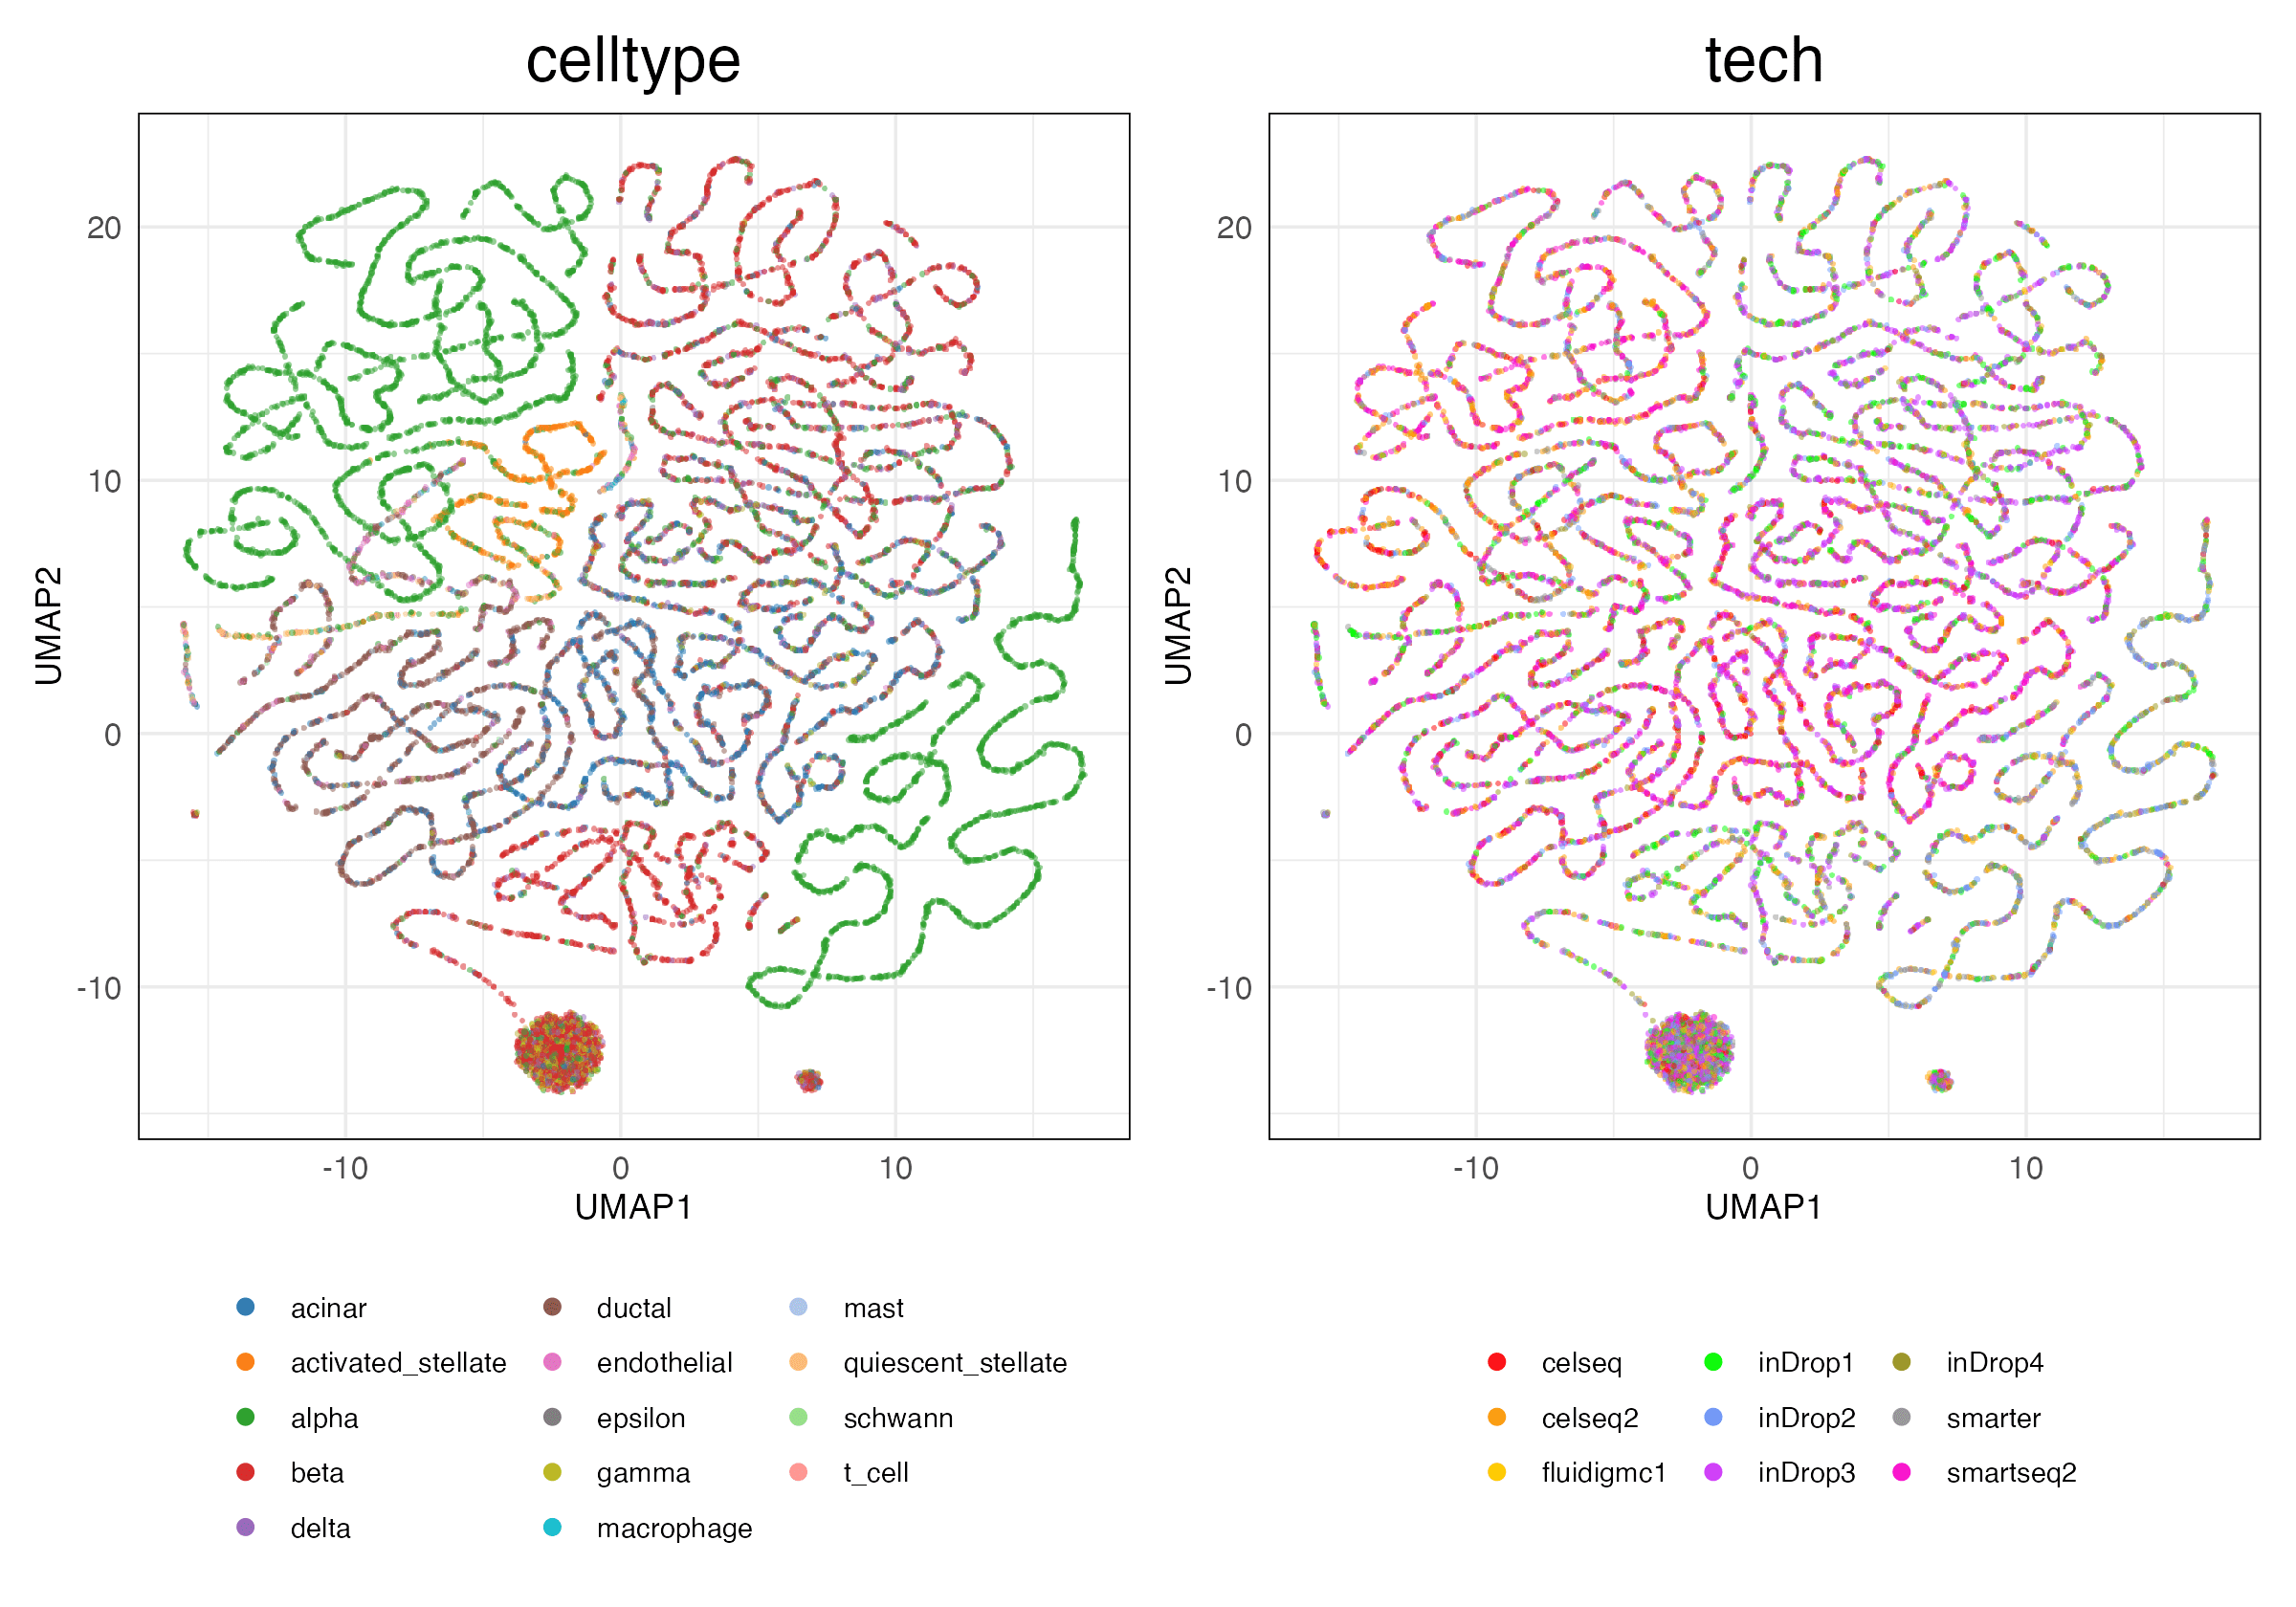 celltype
tech
20
10
0
-10
UMAP2
-10 0 10
UMAP1
20
10
0
-10
UMAP2
-10 0 10
UMAP1
acinar
activated_stellate
alpha
beta
delta
ductal
endothelial
epsilon
gamma
macrophage
mast
quiescent_stellate
schwann
t_cell
celseq
celseq2
fluidigmc1
inDrop1
inDrop2
inDrop3
inDrop4
smarter
smartseq2